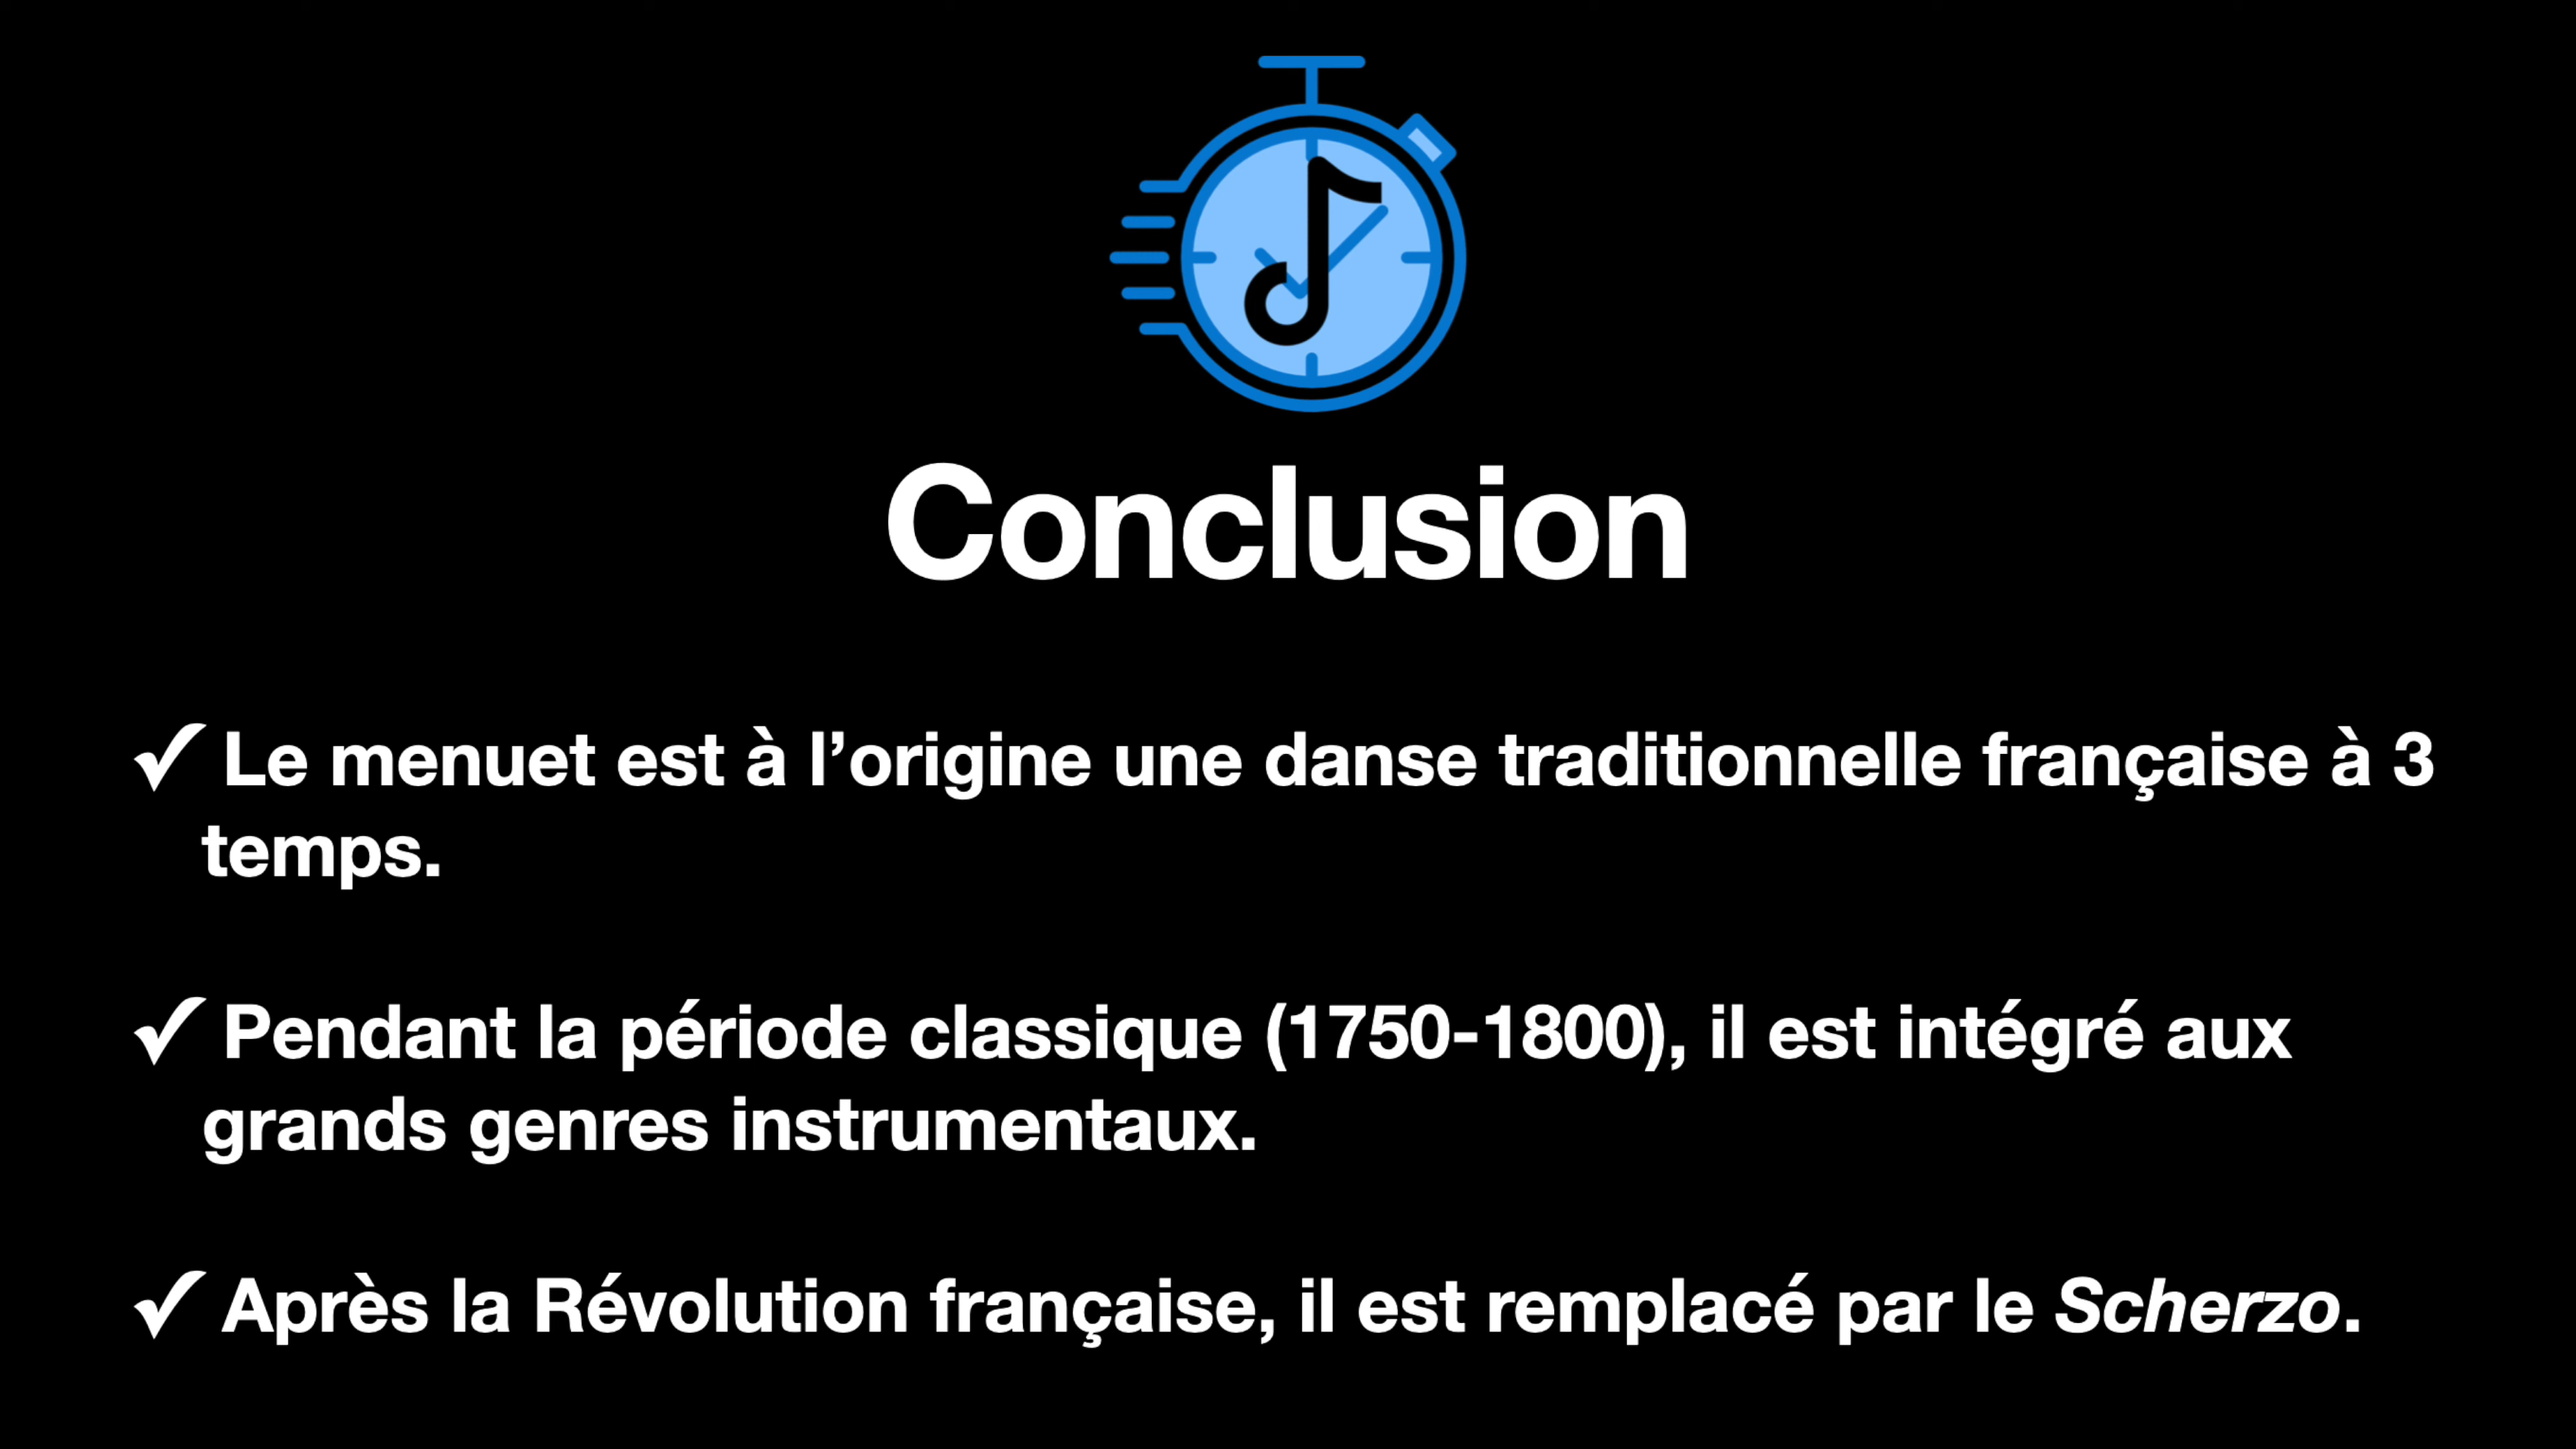 Conclusion
✓ Le menuet est à l’origine une danse traditionnelle française à 3
temps.
✓ Pendant la période classique (1750-1800), il est intégré aux
grands genres instrumentaux.
✓ Après la Révolution française, il est remplacé par le Scherzo.